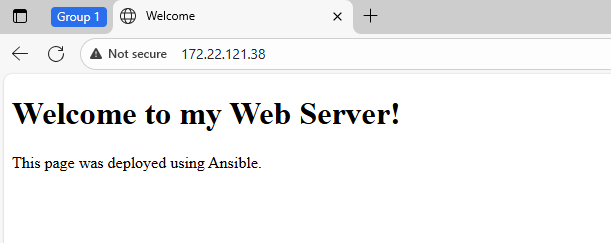 Group 1
Welcome
Not secure
172.22.121.38
Welcome to my Web Server!
This page was deployed using Ansible.